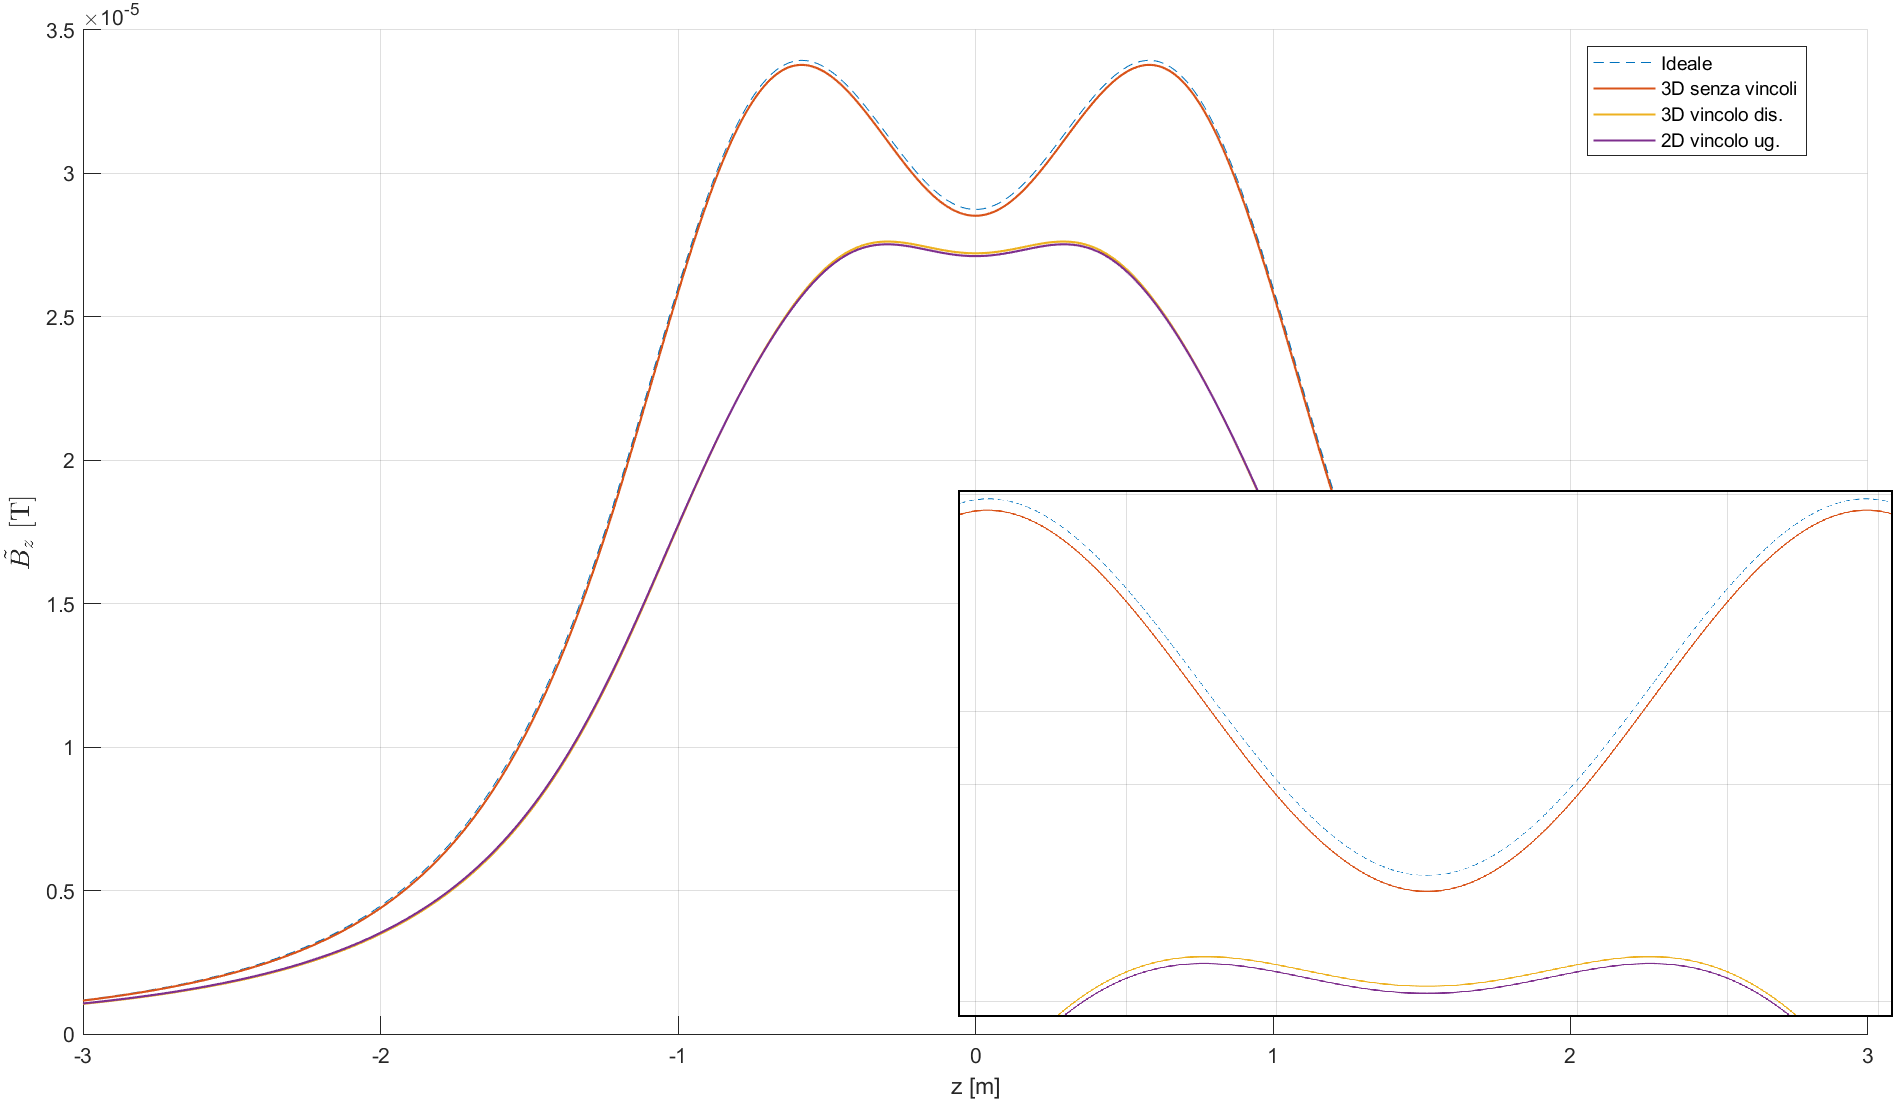 ×10-5
3.5
3
2.5
2
1.5
1
0.5
0
B̃z [T]
-3 -2 -1 0 1 2 3
z [m]
Ideale
3D senza vincoli
3D vincolo dis.
2D vincolo ug.